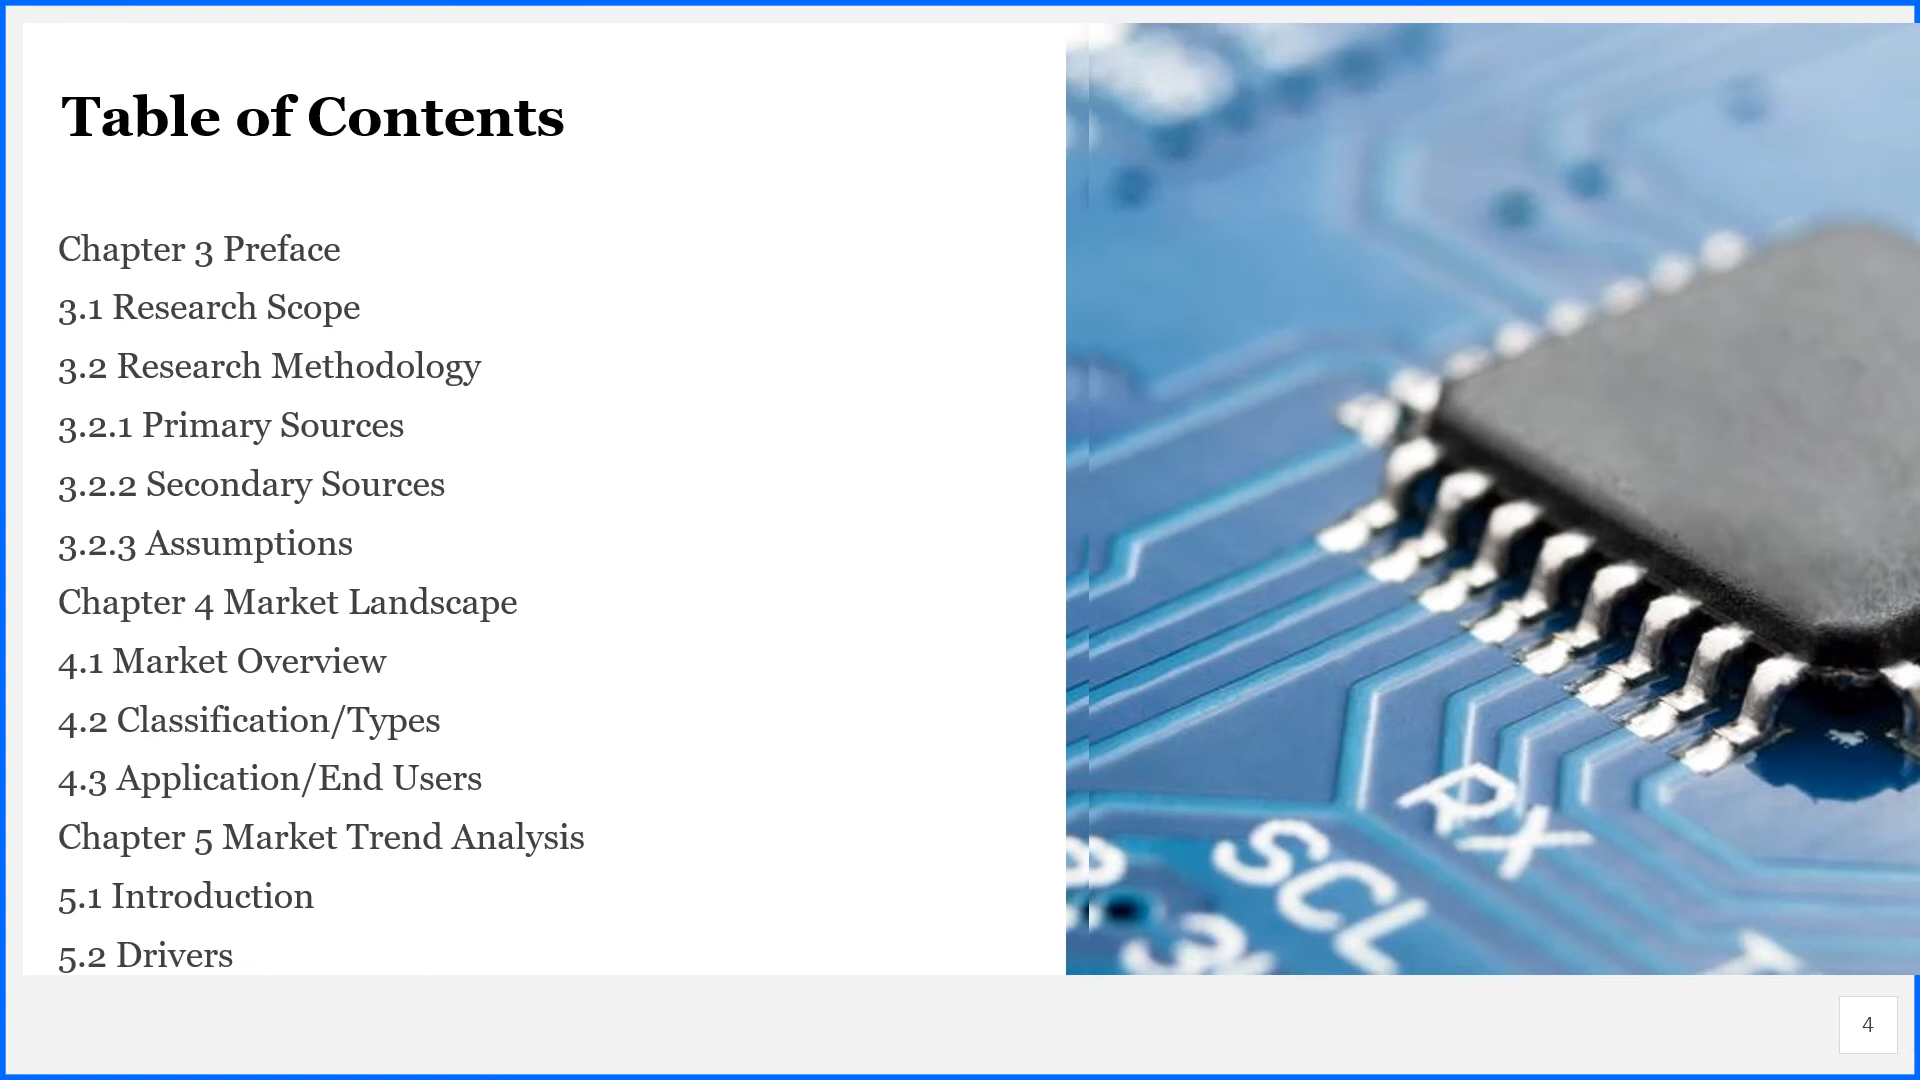 Table of Contents
Chapter 3 Preface
3.1 Research Scope
3.2 Research Methodology
3.2.1 Primary Sources
3.2.2 Secondary Sources
3.2.3 Assumptions
Chapter 4 Market Landscape
4.1 Market Overview
4.2 Classification/Types
4.3 Application/End Users
Chapter 5 Market Trend Analysis
5.1 Introduction
5.2 Drivers
RX
SCL
4